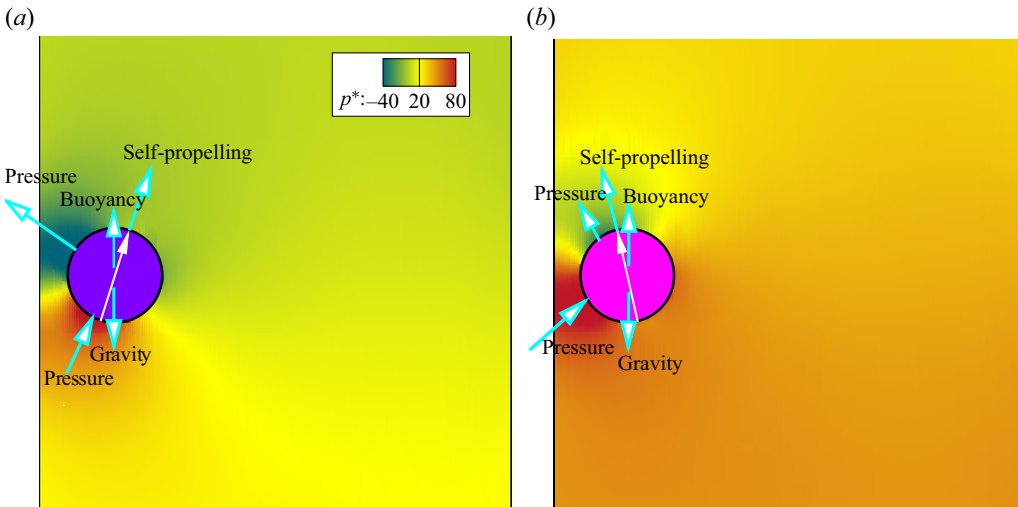 (a)
(b)
p*: –40 20 80
Self-propelling
Pressure
Buoyancy
Gravity
Pressure
Self-propelling
Pressure
Buoyancy
Pressure
Gravity